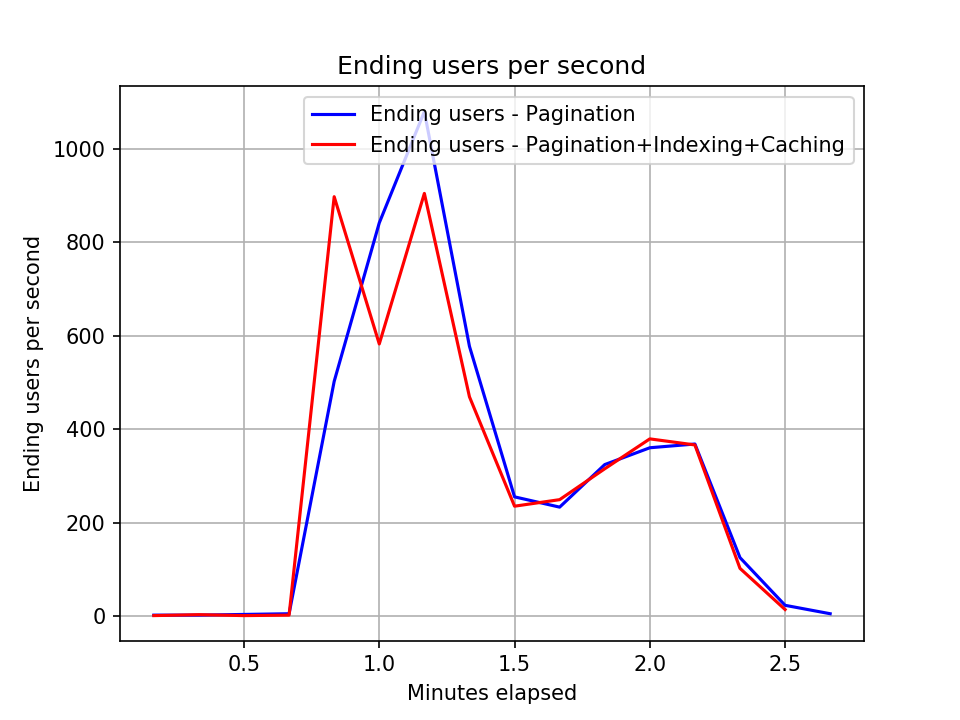 Ending users per second
Ending users - Pagination
Ending users - Pagination+Indexing+Caching
Ending users per second
1000
800
600
400
200
0
0.5 1.0 1.5 2.0 2.5
Minutes elapsed